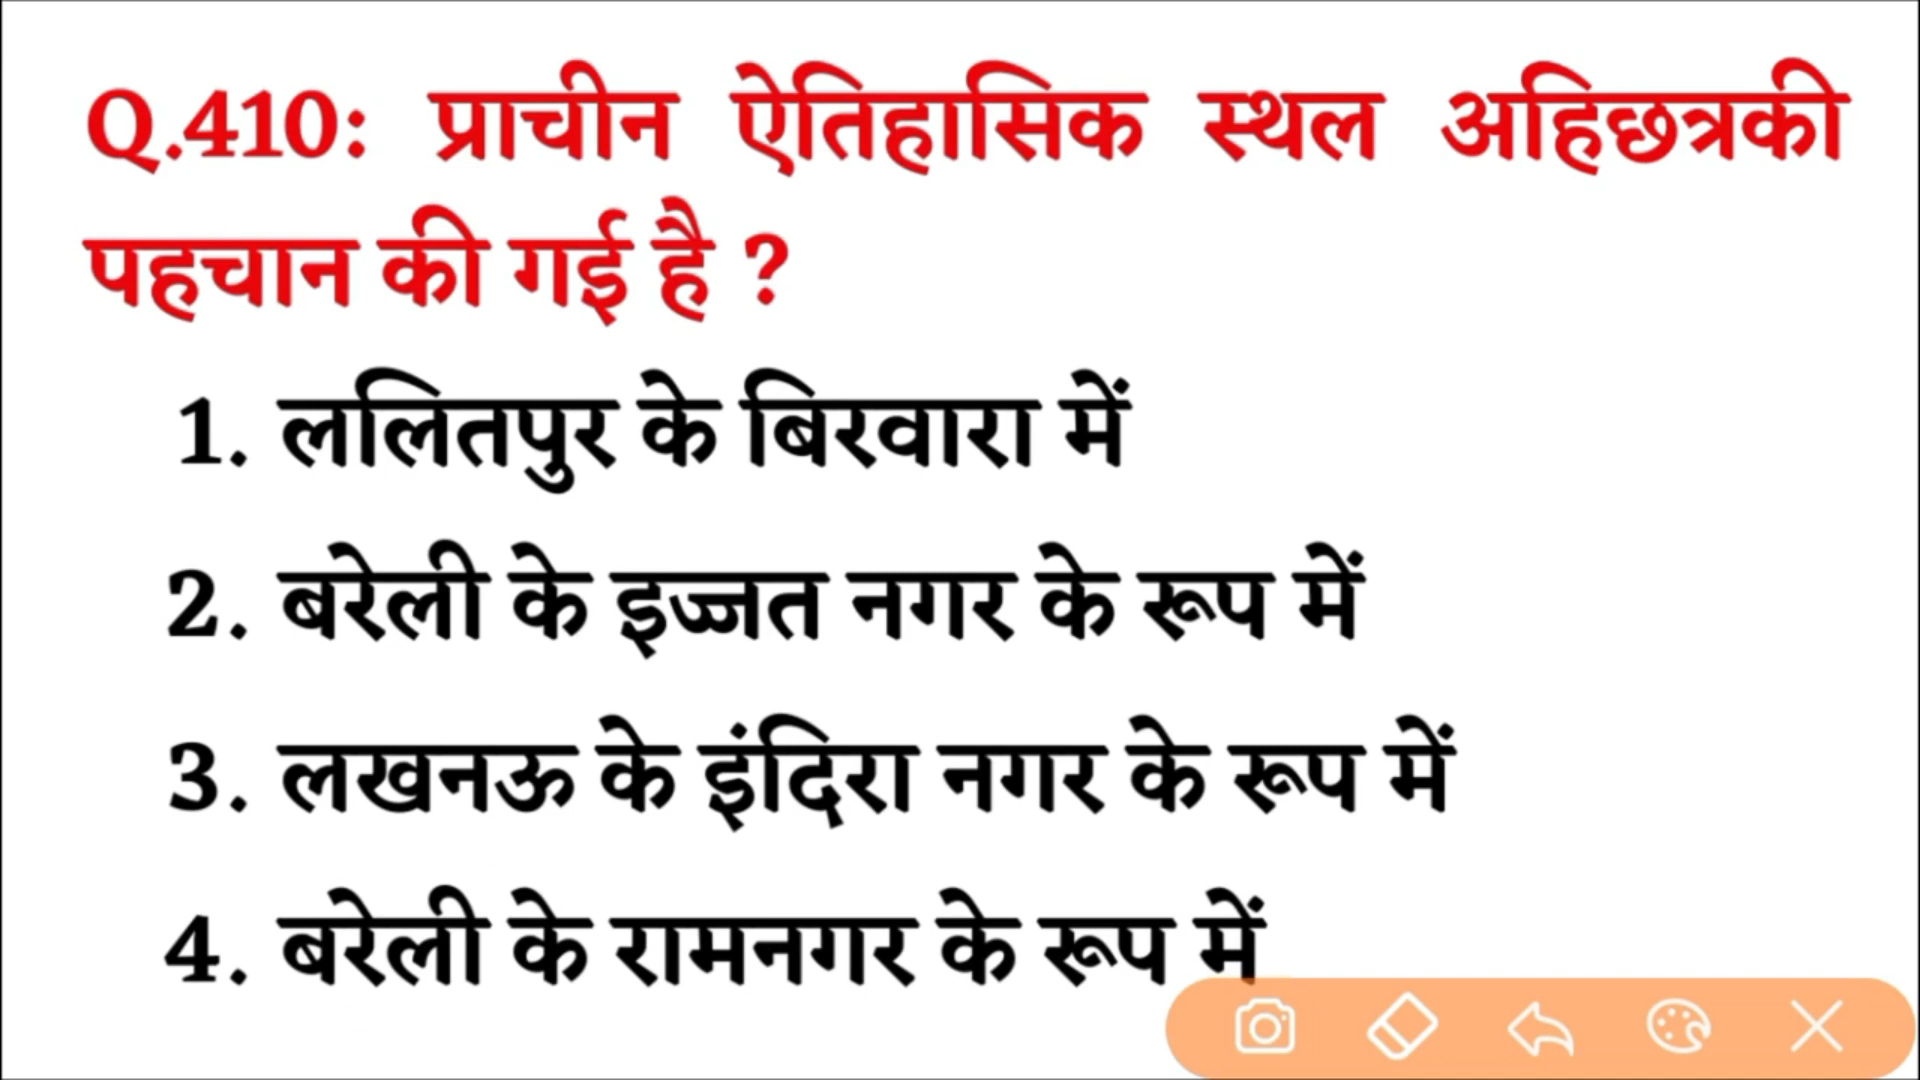 Q.410: प्राचीन ऐतिहासिक स्थल अहिछत्रकी
पहचान की गई है ?
1. ललितपुर के बिरवारा में
2. बरेली के इज्जत नगर के रूप में
3. लखनऊ के इंदिरा नगर के रूप में
4. बरेली के रामनगर के रूप में